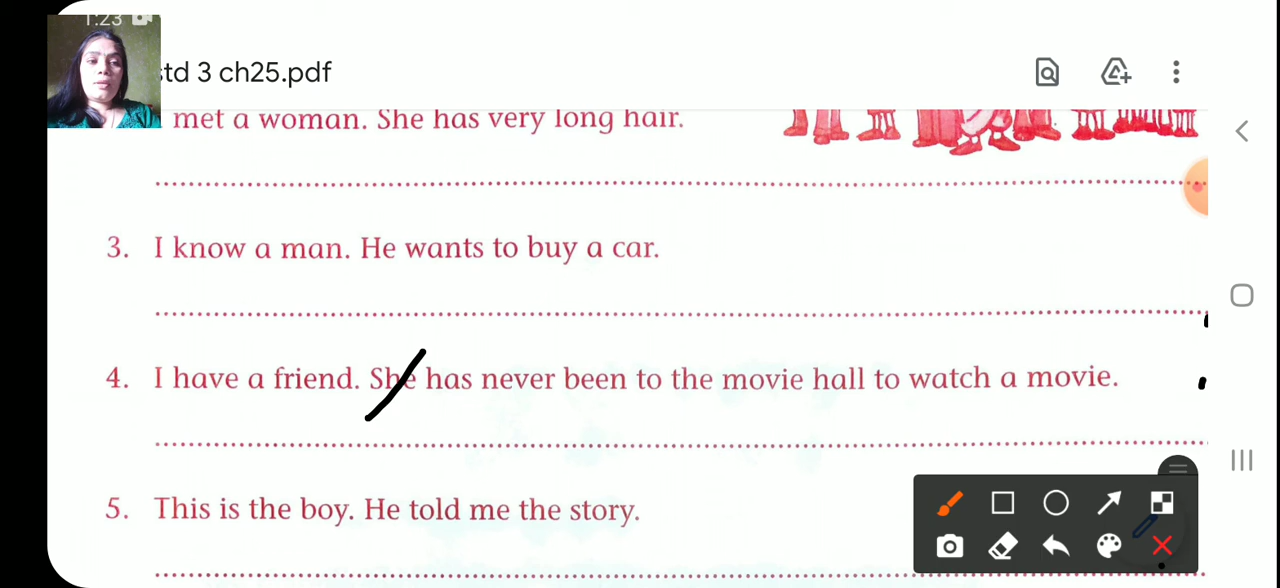 1:23
std 3 ch25.pdf
met a woman. She has very long hair.
3. I know a man. He wants to buy a car.
4. I have a friend. She has never been to the movie hall to watch a movie.
5. This is the boy. He told me the story.